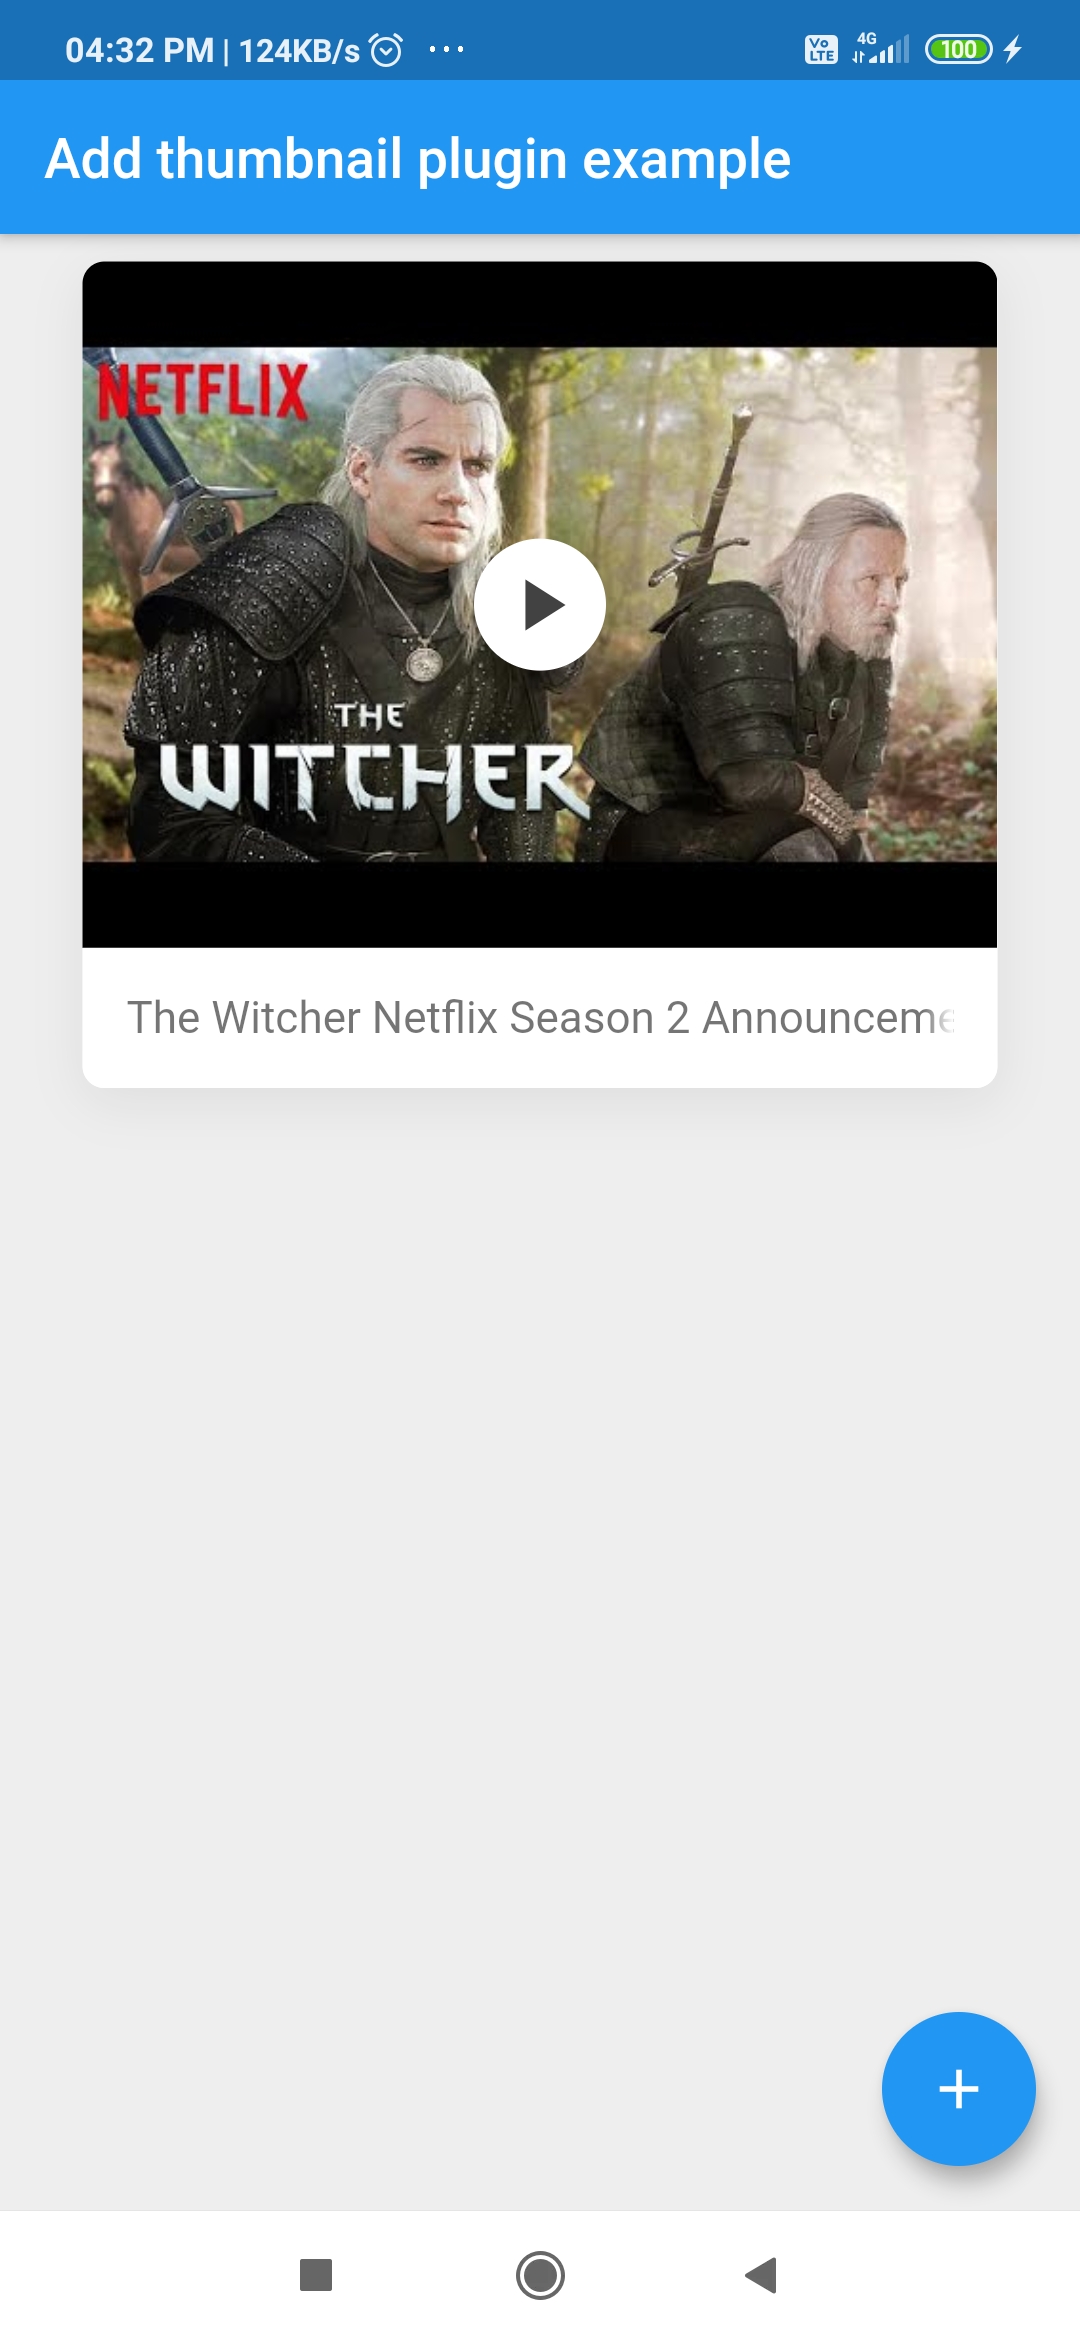 04:32 PM | 124KB/s
Vo LTE
4G
100
Add thumbnail plugin example
NETFLIX
THE
WITCHER
The Witcher Netflix Season 2 Announceme